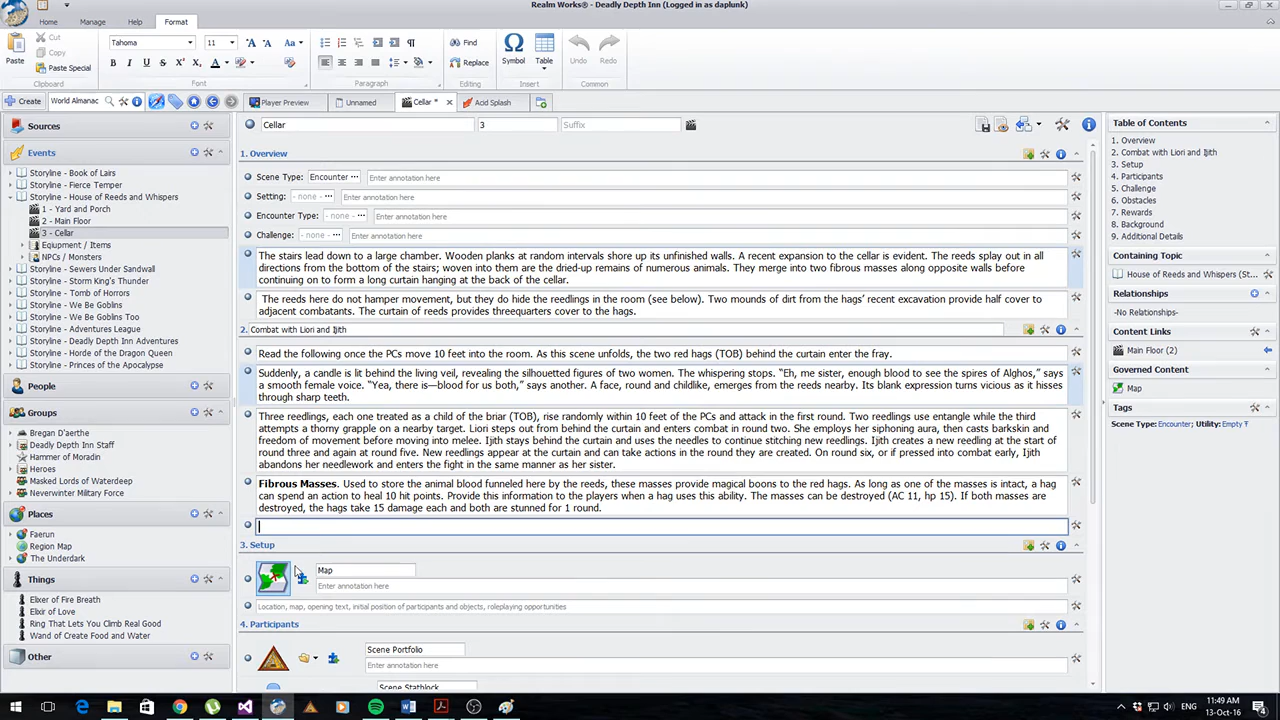 Realm Works® - Deadly Depth Inn (Logged in as daplunk)
Home Manage Help Format
Paste
Cut
Copy
Paste Special
Clipboard
Tahoma 11
Font
Paragraph
Find
Replace
Editing
Symbol Table
Insert
Undo Redo
Common
Create World Almanac
Player Preview Unnamed Cellar * Acid Splash
Sources
Events
Storyline - Book of Lairs
Storyline - Fierce Temper
Storyline - House of Reeds and Whispers
1 - Yard and Porch
2 - Main Floor
3 - Cellar
Eqiupment / Items
NPCs / Monsters
Storyline - Sewers Under Sandwall
Storyline - Storm King's Thunder
Storyline - Tomb of Horrors
Storyline - We Be Goblins
Storyline - We Be Goblins Too
Storyline - Adventures League
Storyline - Deadly Depth Inn Adventures
Storyline - Horde of the Dragon Queen
Storyline - Princes of the Apocalypse
People
Groups
Bregan D'aerthe
Deadly Depth Inn Staff
Hammer of Moradin
Heroes
Masked Lords of Waterdeep
Neverwinter Military Force
Places
Faerun
Region Map
The Underdark
Things
Elixer of Fire Breath
Elxir of Love
Ring That Lets You Climb Real Good
Wand of Create Food and Water
Other
Cellar 3 Suffix
1. Overview
Scene Type: Encounter ··· Enter annotation here
Setting: - none - ··· Enter annotation here
Encounter Type: - none - ··· Enter annotation here
Challenge: - none - ··· Enter annotation here
The stairs lead down to a large chamber. Wooden planks at random intervals shore up its unfinished walls. A recent expansion to the cellar is evident. The reeds splay out in all
directions from the bottom of the stairs; woven into them are the dried-up remains of numerous animals. They merge into two fibrous masses along opposite walls before
continuing on to form a long curtain hanging at the back of the cellar.
The reeds here do not hamper movement, but they do hide the reedlings in the room (see below). Two mounds of dirt from the hags' recent excavation provide half cover to
adjacent combatants. The curtain of reeds provides threequarters cover to the hags.
2. Combat with Liori and Ijith
Read the following once the PCs move 10 feet into the room. As this scene unfolds, the two red hags (TOB) behind the curtain enter the fray.
Suddenly, a candle is lit behind the living veil, revealing the silhouetted figures of two women. The whispering stops. “Eh, me sister, enough blood to see the spires of Alghos,” says
a smooth female voice. “Yea, there is—blood for us both,” says another. A face, round and childlike, emerges from the reeds nearby. Its blank expression turns vicious as it hisses
through sharp teeth.
Three reedlings, each one treated as a child of the briar (TOB), rise randomly within 10 feet of the PCs and attack in the first round. Two reedlings use entangle while the third
attempts a thorny grapple on a nearby target. Liori steps out from behind the curtain and enters combat in round two. She employs her siphoning aura, then casts barkskin and
freedom of movement before moving into melee. Ijith stays behind the curtain and uses the needles to continue stitching new reedlings. Ijith creates a new reedling at the start of
round three and again at round five. New reedlings appear at the curtain and can take actions in the round they are created. On round six, or if pressed into combat early, Ijith
abandons her needlework and enters the fight in the same manner as her sister.
Fibrous Masses. Used to store the animal blood funneled here by the reeds, these masses provide magical boons to the red hags. As long as one of the masses is intact, a hag
can spend an action to heal 10 hit points. Provide this information to the players when a hag uses this ability. The masses can be destroyed (AC 11, hp 15). If both masses are
destroyed, the hags take 15 damage each and both are stunned for 1 round.
3. Setup
Map
Enter annotation here
Location, map, opening text, initial position of participants and objects, roleplaying opportunities
4. Participants
Scene Portfolio
Enter annotation here
Scene Statblock
Table of Contents
1. Overview
2. Combat with Liori and Ijith
3. Setup
4. Participants
5. Challenge
6. Obstacles
7. Rewards
8. Background
9. Additional Details
Containing Topic
House of Reeds and Whispers (St...
Relationships
-No Relationships-
Content Links
Main Floor (2)
Governed Content
Map
Tags
Scene Type: Encounter; Utility: Empty
11:49 AM
13-Oct-16